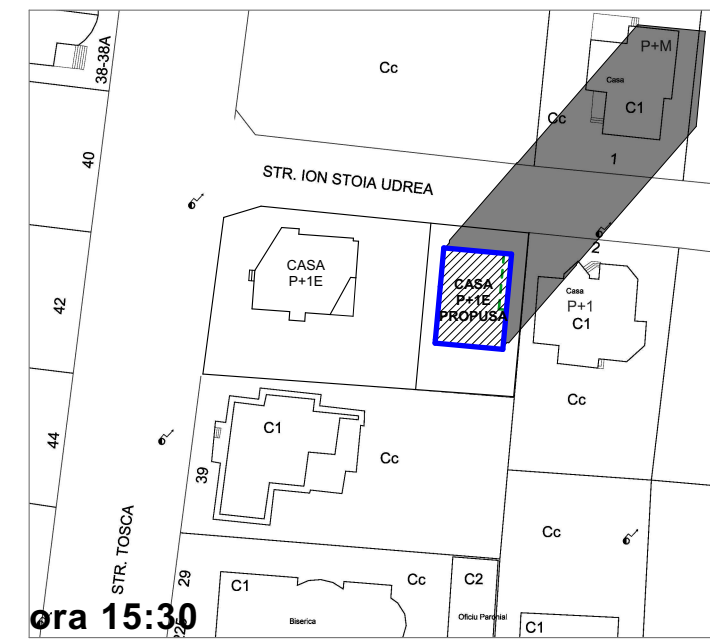 38-38A
Cc
P+M
Casa
C1
Cc
1
40
STR. ION STOIA UDREA
2
CASA
P+1E
CASA
P+1E
PROPUSA
Casa
P+1
C1
42
Cc
44
C1
Cc
39
STR. TOSCA
Cc
29
C1
Cc
C2
Biserica
Oficiu Parohial
C1
ora 15:30